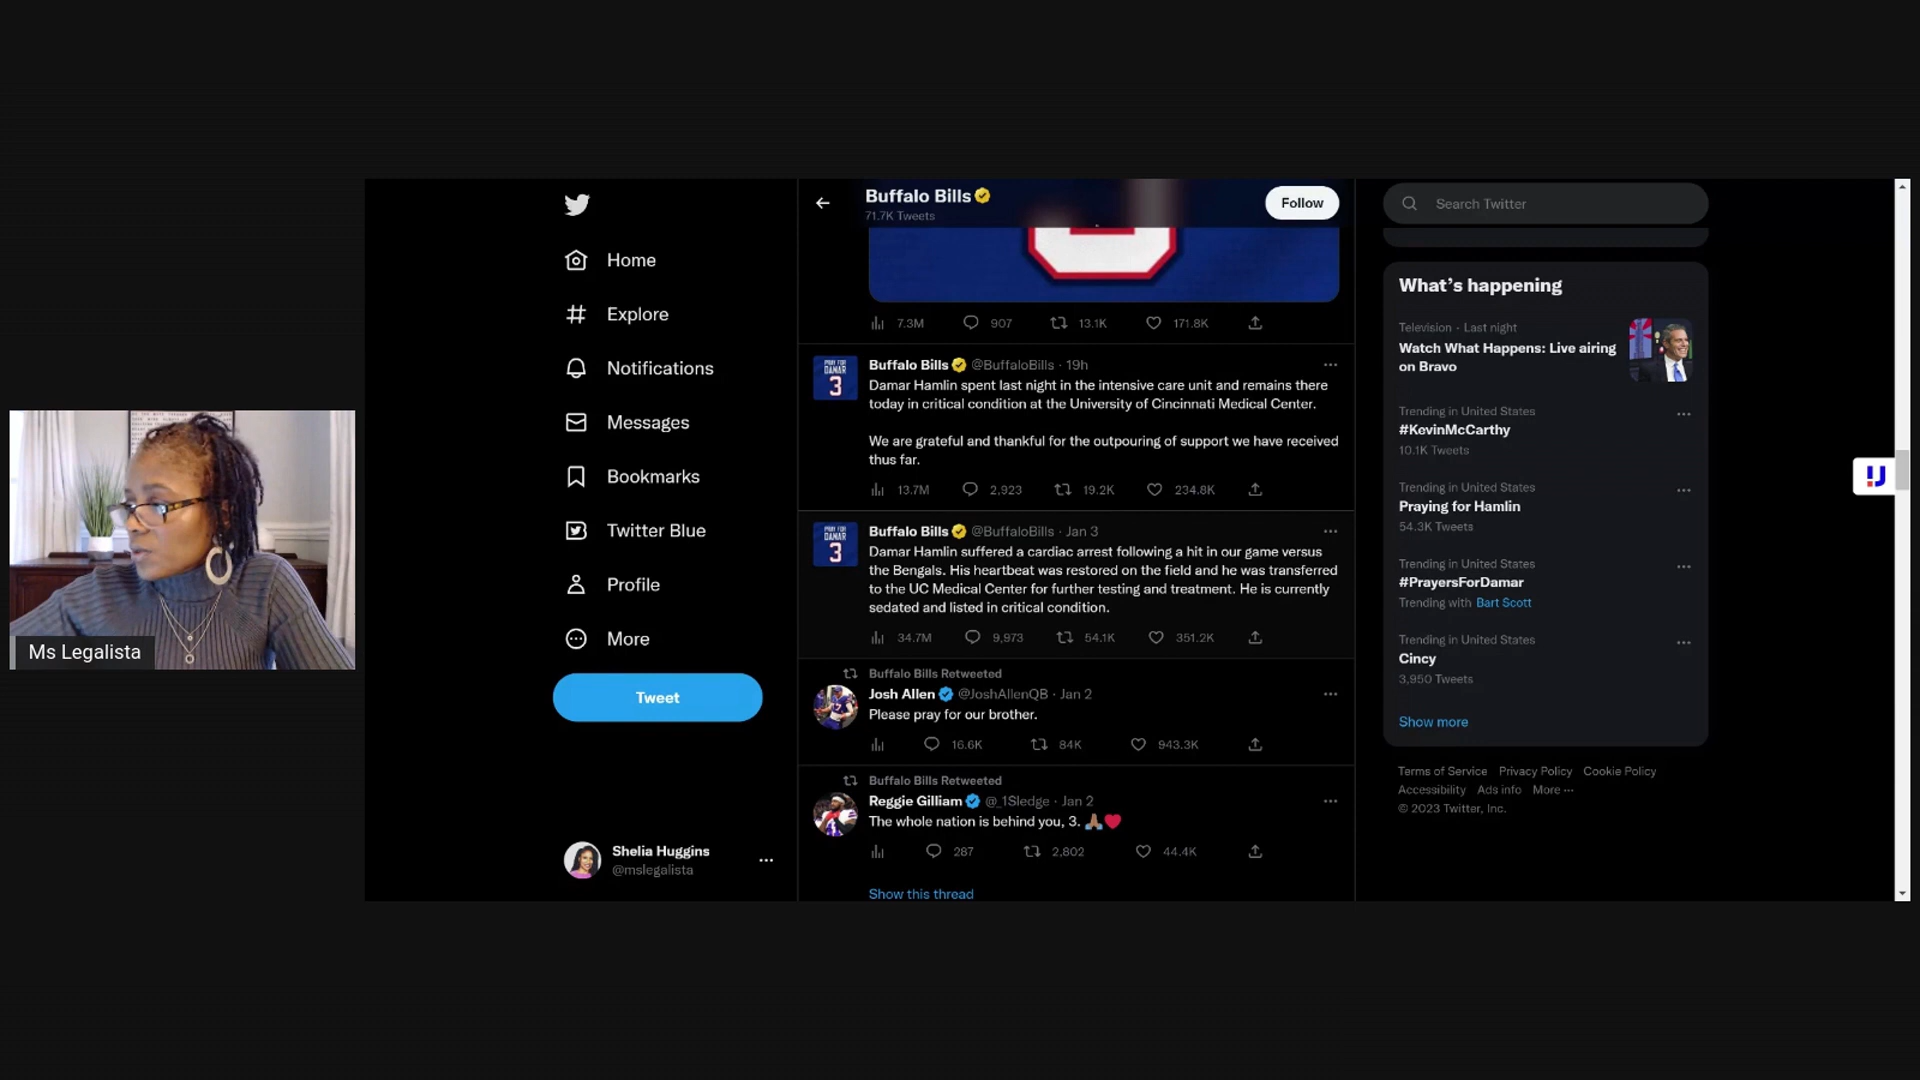 Buffalo Bills
71.7K Tweets
Follow
Search Twitter
Home
Explore
Notifications
Messages
Bookmarks
Twitter Blue
Profile
More
Tweet
Shelia Huggins
@mslegalista
Ms Legalista
7.3M 907 13.1K 171.8K
PRAY FOR
DAMAR
3
Buffalo Bills @BuffaloBills · 19h
Damar Hamlin spent last night in the intensive care unit and remains there
today in critical condition at the University of Cincinnati Medical Center.
We are grateful and thankful for the outpouring of support we have received
thus far.
13.7M 2,923 19.2K 234.8K
PRAY FOR
DAMAR
3
Buffalo Bills @BuffaloBills · Jan 3
Damar Hamlin suffered a cardiac arrest following a hit in our game versus
the Bengals. His heartbeat was restored on the field and he was transferred
to the UC Medical Center for further testing and treatment. He is currently
sedated and listed in critical condition.
34.7M 9,973 54.1K 351.2K
Buffalo Bills Retweeted
Josh Allen @JoshAllenQB · Jan 2
Please pray for our brother.
16.6K 84K 943.3K
Buffalo Bills Retweeted
Reggie Gilliam @_1Sledge · Jan 2
The whole nation is behind you, 3. 🙏🏽❤️
287 2,802 44.4K
Show this thread
What's happening
Television · Last night
Watch What Happens: Live airing
on Bravo
Trending in United States
#KevinMcCarthy
10.1K Tweets
Trending in United States
Praying for Hamlin
54.3K Tweets
Trending in United States
#PrayersForDamar
Trending with Bart Scott
Trending in United States
Cincy
3,950 Tweets
Show more
Terms of Service Privacy Policy Cookie Policy
Accessibility Ads info More ···
© 2023 Twitter, Inc.